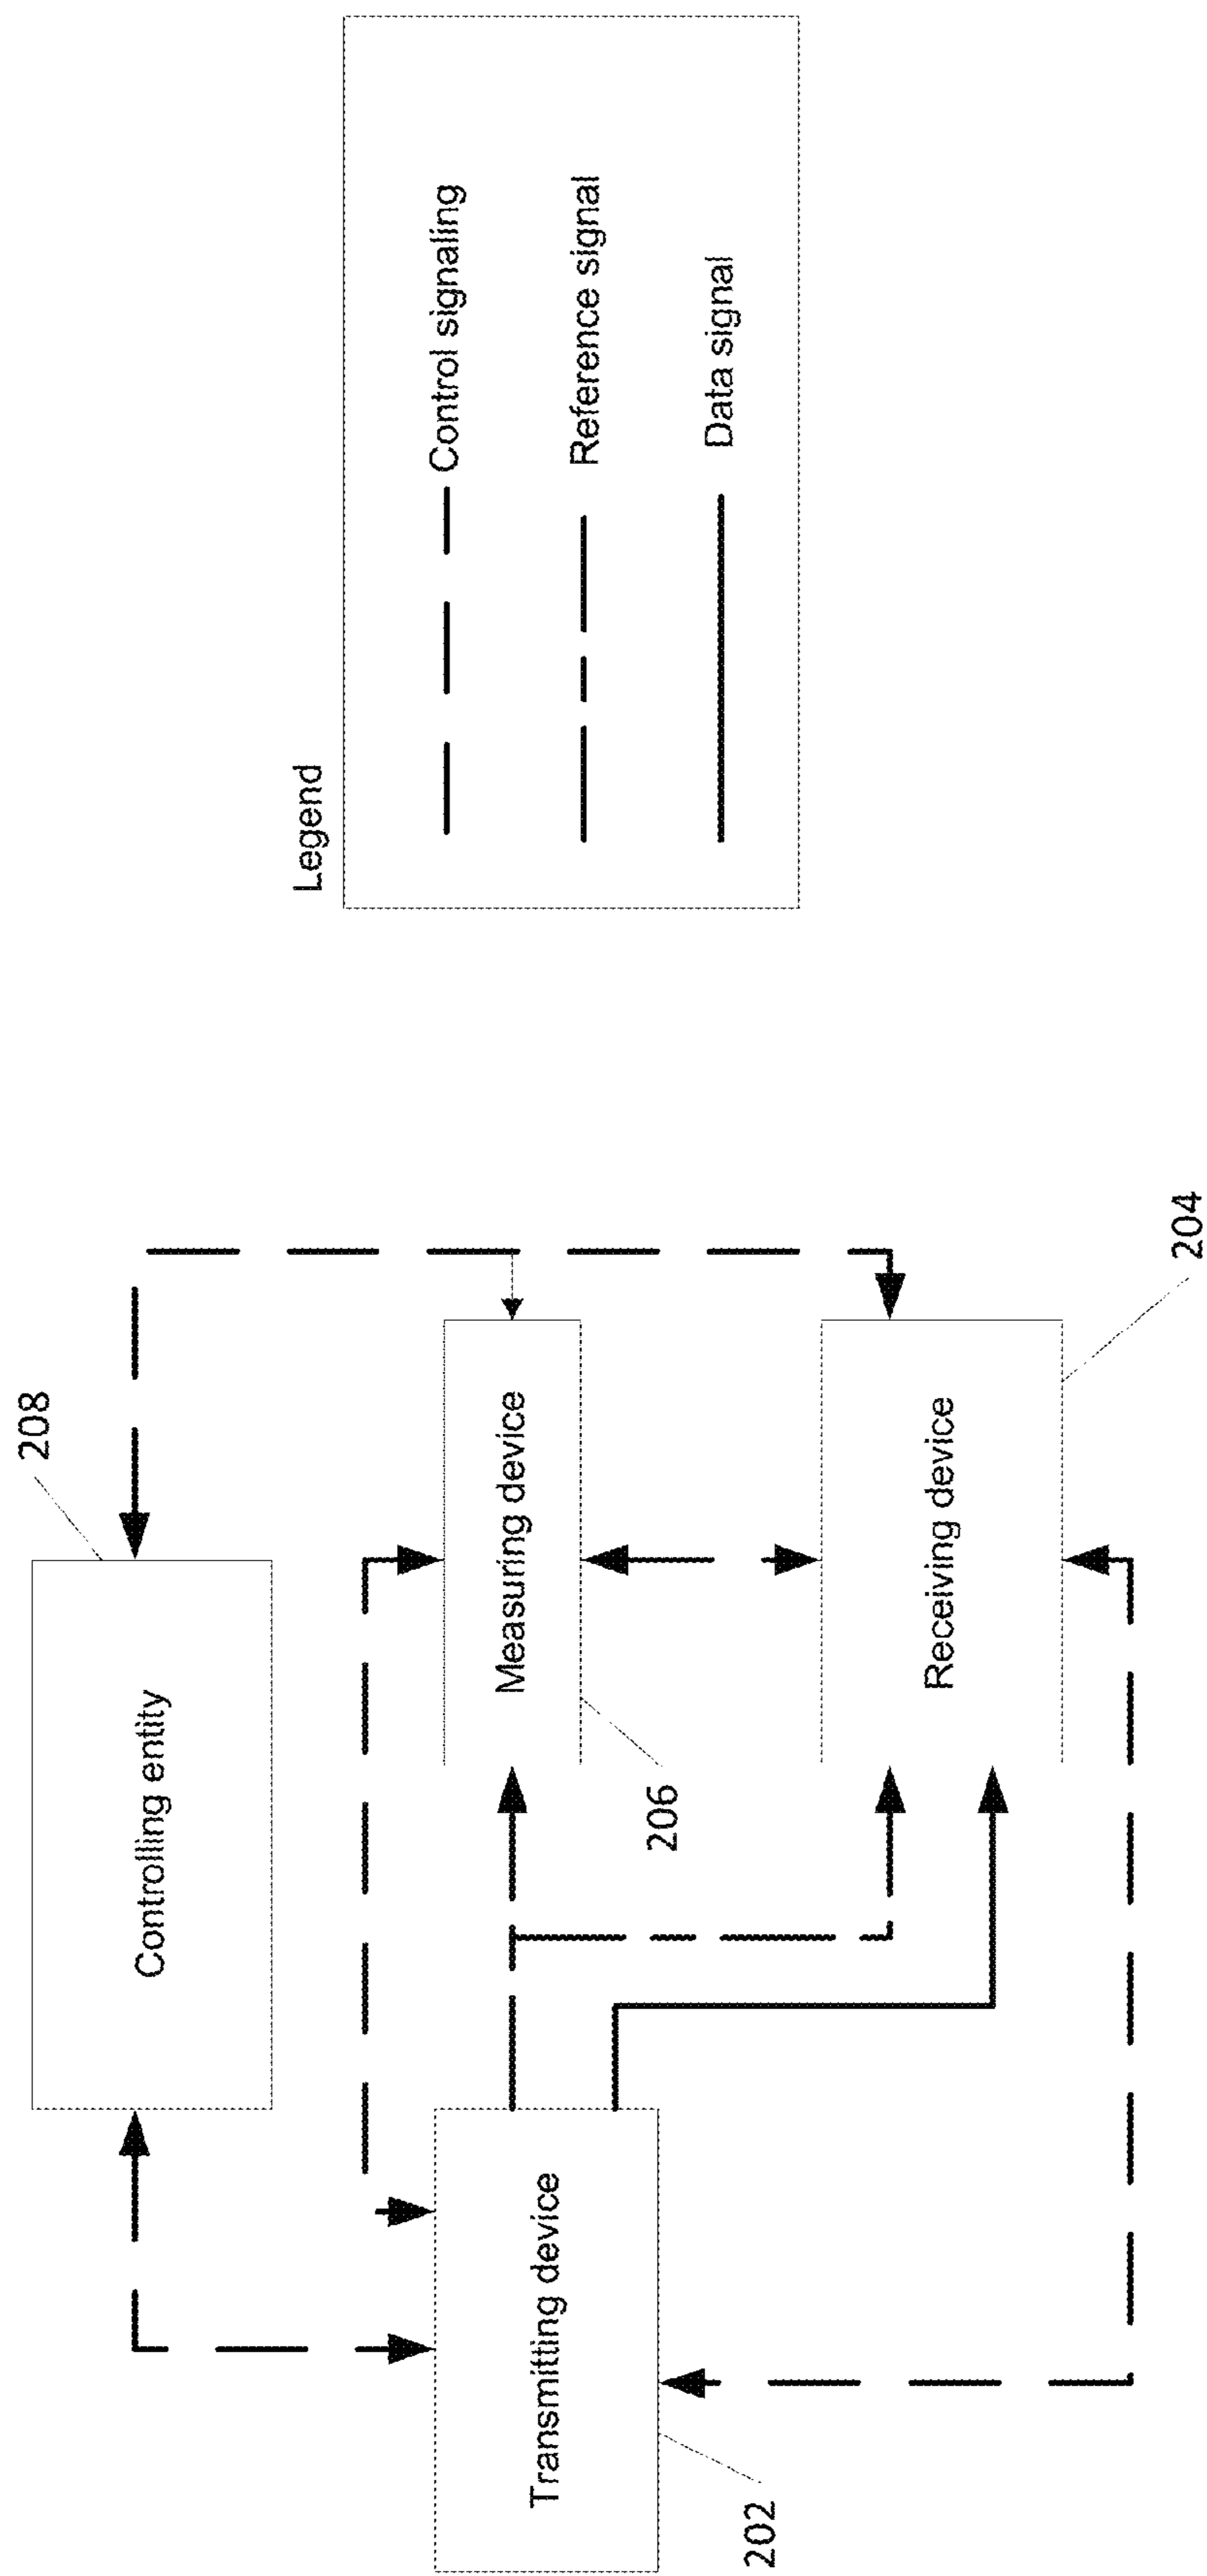 208
Controlling entity
Transmitting device
202
Measuring device
206
Receiving device
204
Legend
Control signaling
Reference signal
Data signal